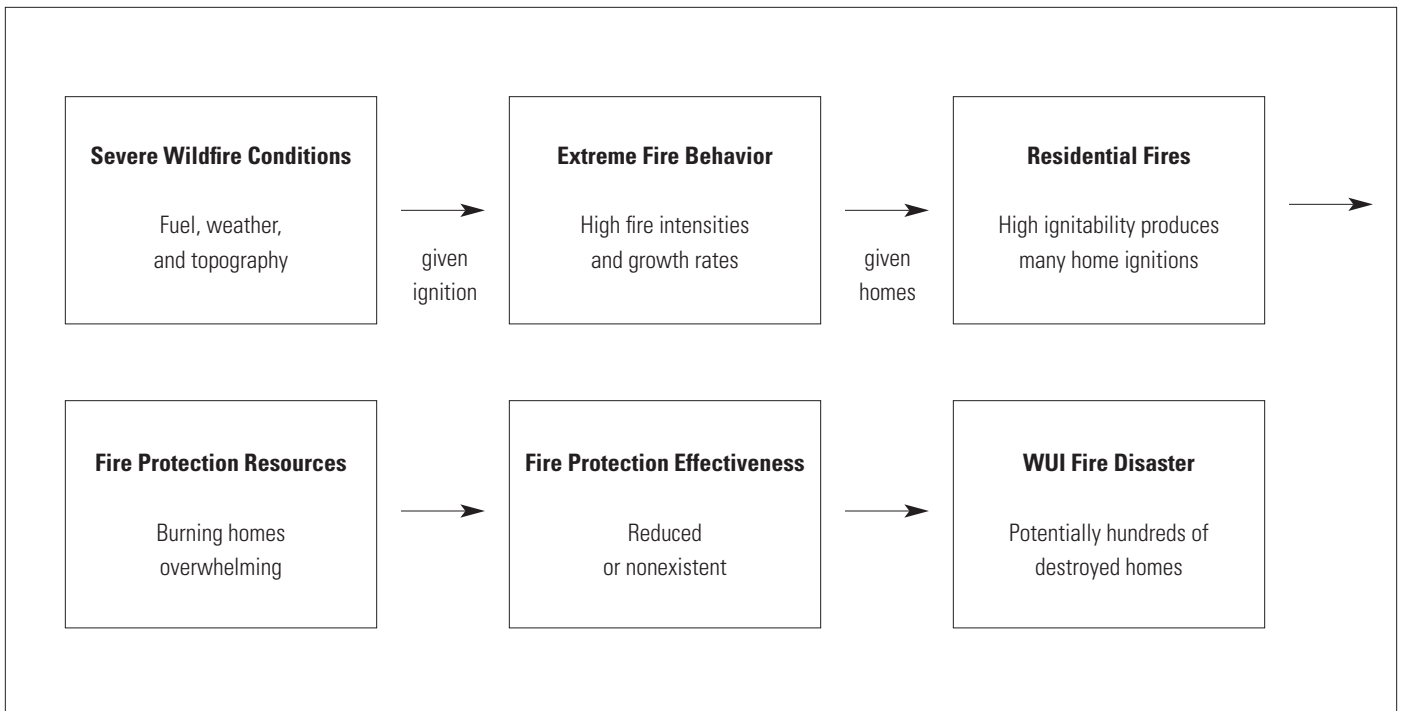 Severe Wildfire Conditions
Fuel, weather,
and topography
given
ignition
Extreme Fire Behavior
High fire intensities
and growth rates
given
homes
Residential Fires
High ignitability produces
many home ignitions
Fire Protection Resources
Burning homes
overwhelming
Fire Protection Effectiveness
Reduced
or nonexistent
WUI Fire Disaster
Potentially hundreds of
destroyed homes